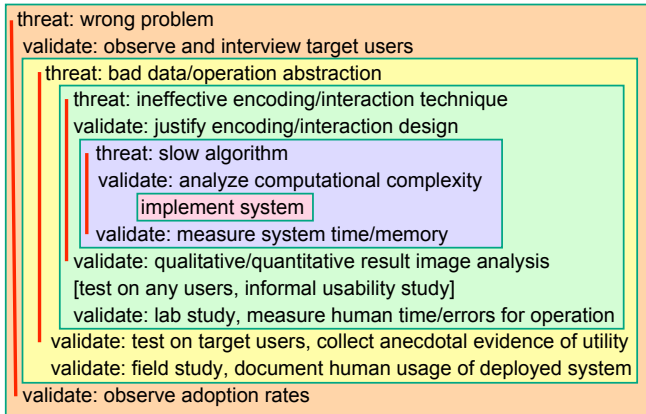 threat: wrong problem
validate: observe and interview target users
threat: bad data/operation abstraction
threat: ineffective encoding/interaction technique
validate: justify encoding/interaction design
threat: slow algorithm
validate: analyze computational complexity
implement system
validate: measure system time/memory
validate: qualitative/quantitative result image analysis
[test on any users, informal usability study]
validate: lab study, measure human time/errors for operation
validate: test on target users, collect anecdotal evidence of utility
validate: field study, document human usage of deployed system
validate: observe adoption rates